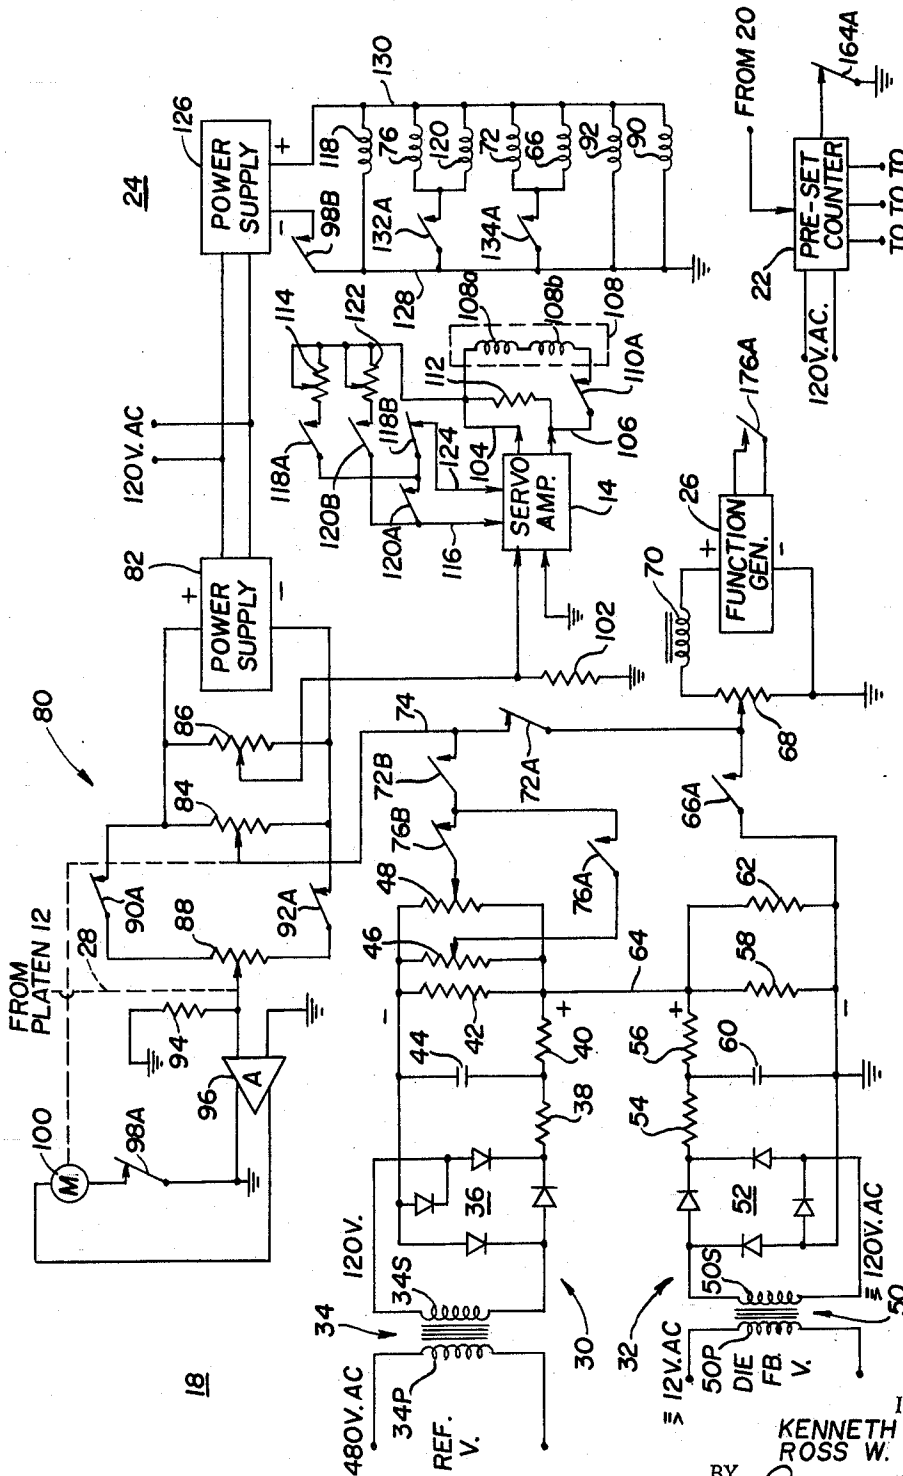 18
480V. AC
34P
REF.
V.
34
34S
120V.
30
36
38
40
44
42
46
48
64
+
-
100
M
98A
96
A
94
FROM
PLATEN 12
28
88
90A
92A
84
86
80
82
+
POWER
SUPPLY
-
120V. AC
24
126
POWER
SUPPLY
+
-
98B
130
118
76
120
72
66
92
90
132A
134A
128
114
122
118A
120B
118B
120A
124
116
104
106
112
108a
108b
108
110A
SERVO
AMP.
14
102
74
72B
76B
76A
72A
66A
68
70
26
+
FUNCTION
GEN.
-
176A
⇒ 12V. AC
50P
DIE
FB.
V.
32
50S
50
⇒ 120V. AC
52
54
56
60
58
62
+
-
FROM 20
22
PRE-SET
COUNTER
120V. AC.
164A
TO TO TO
KENNETH
ROSS W.
BY